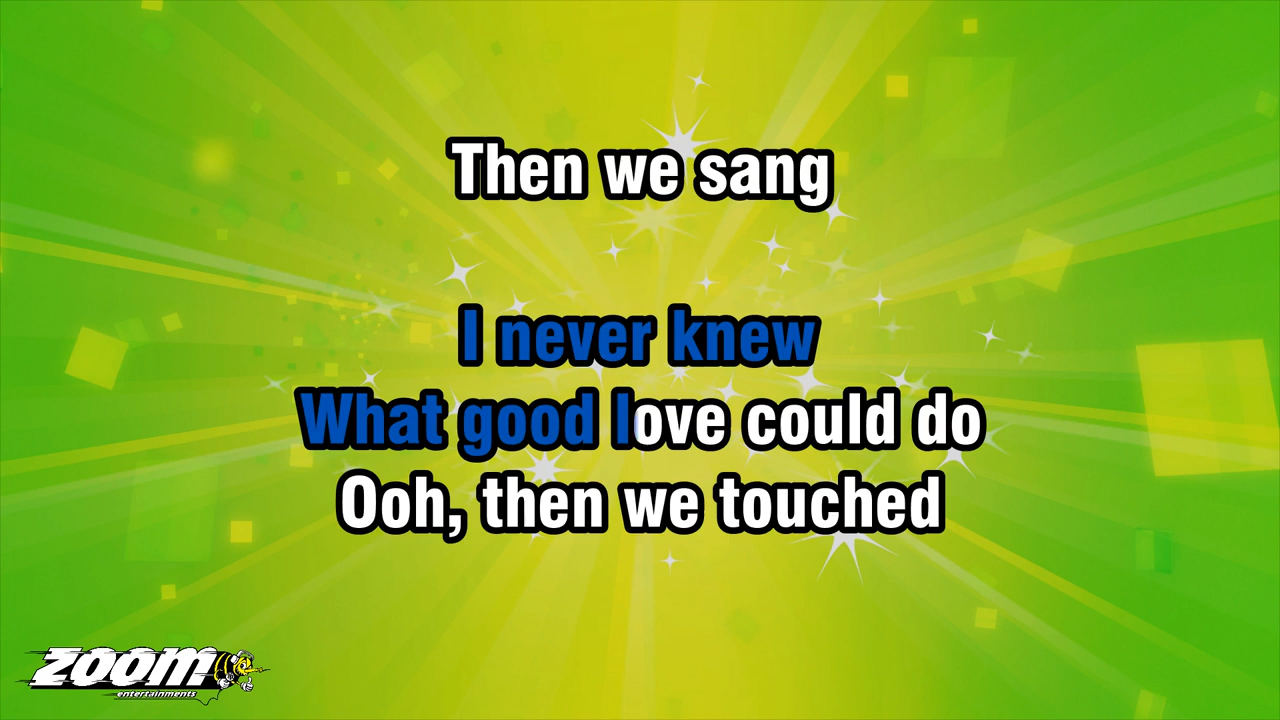 Then we sang
I never knew
What good love could do
Ooh, then we touched
zoom
entertainments